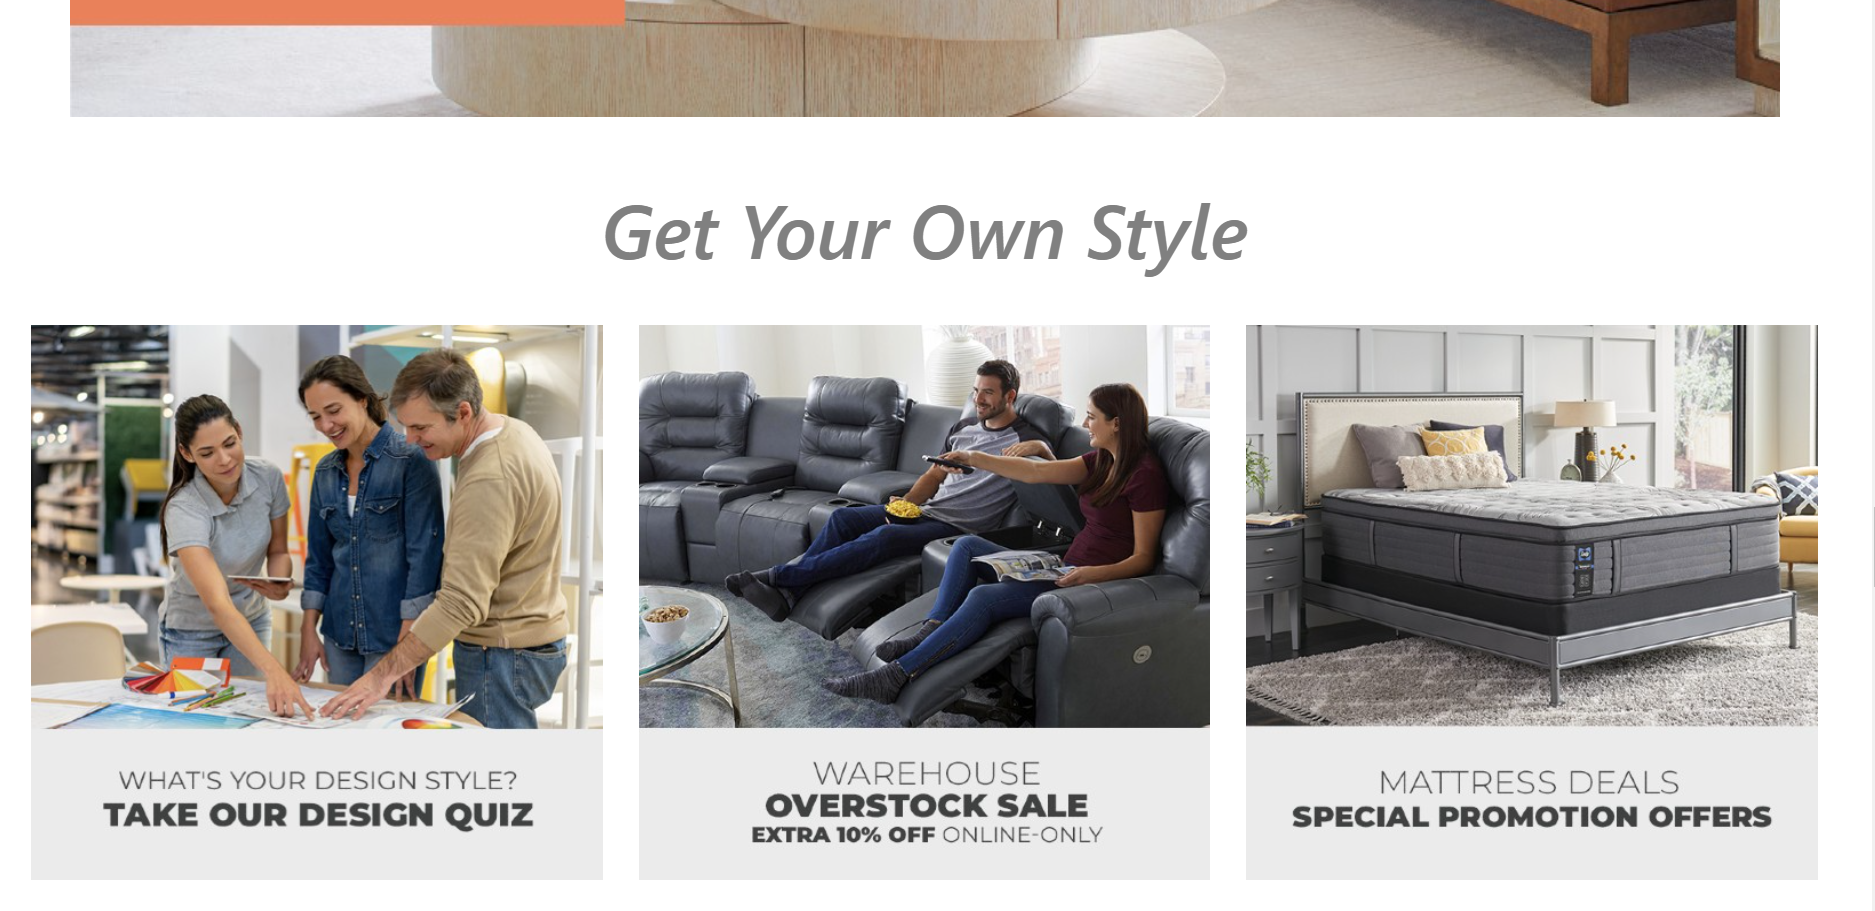 Get Your Own Style
WHAT'S YOUR DESIGN STYLE?
TAKE OUR DESIGN QUIZ
WAREHOUSE
OVERSTOCK SALE
EXTRA 10% OFF ONLINE-ONLY
MATTRESS DEALS
SPECIAL PROMOTION OFFERS